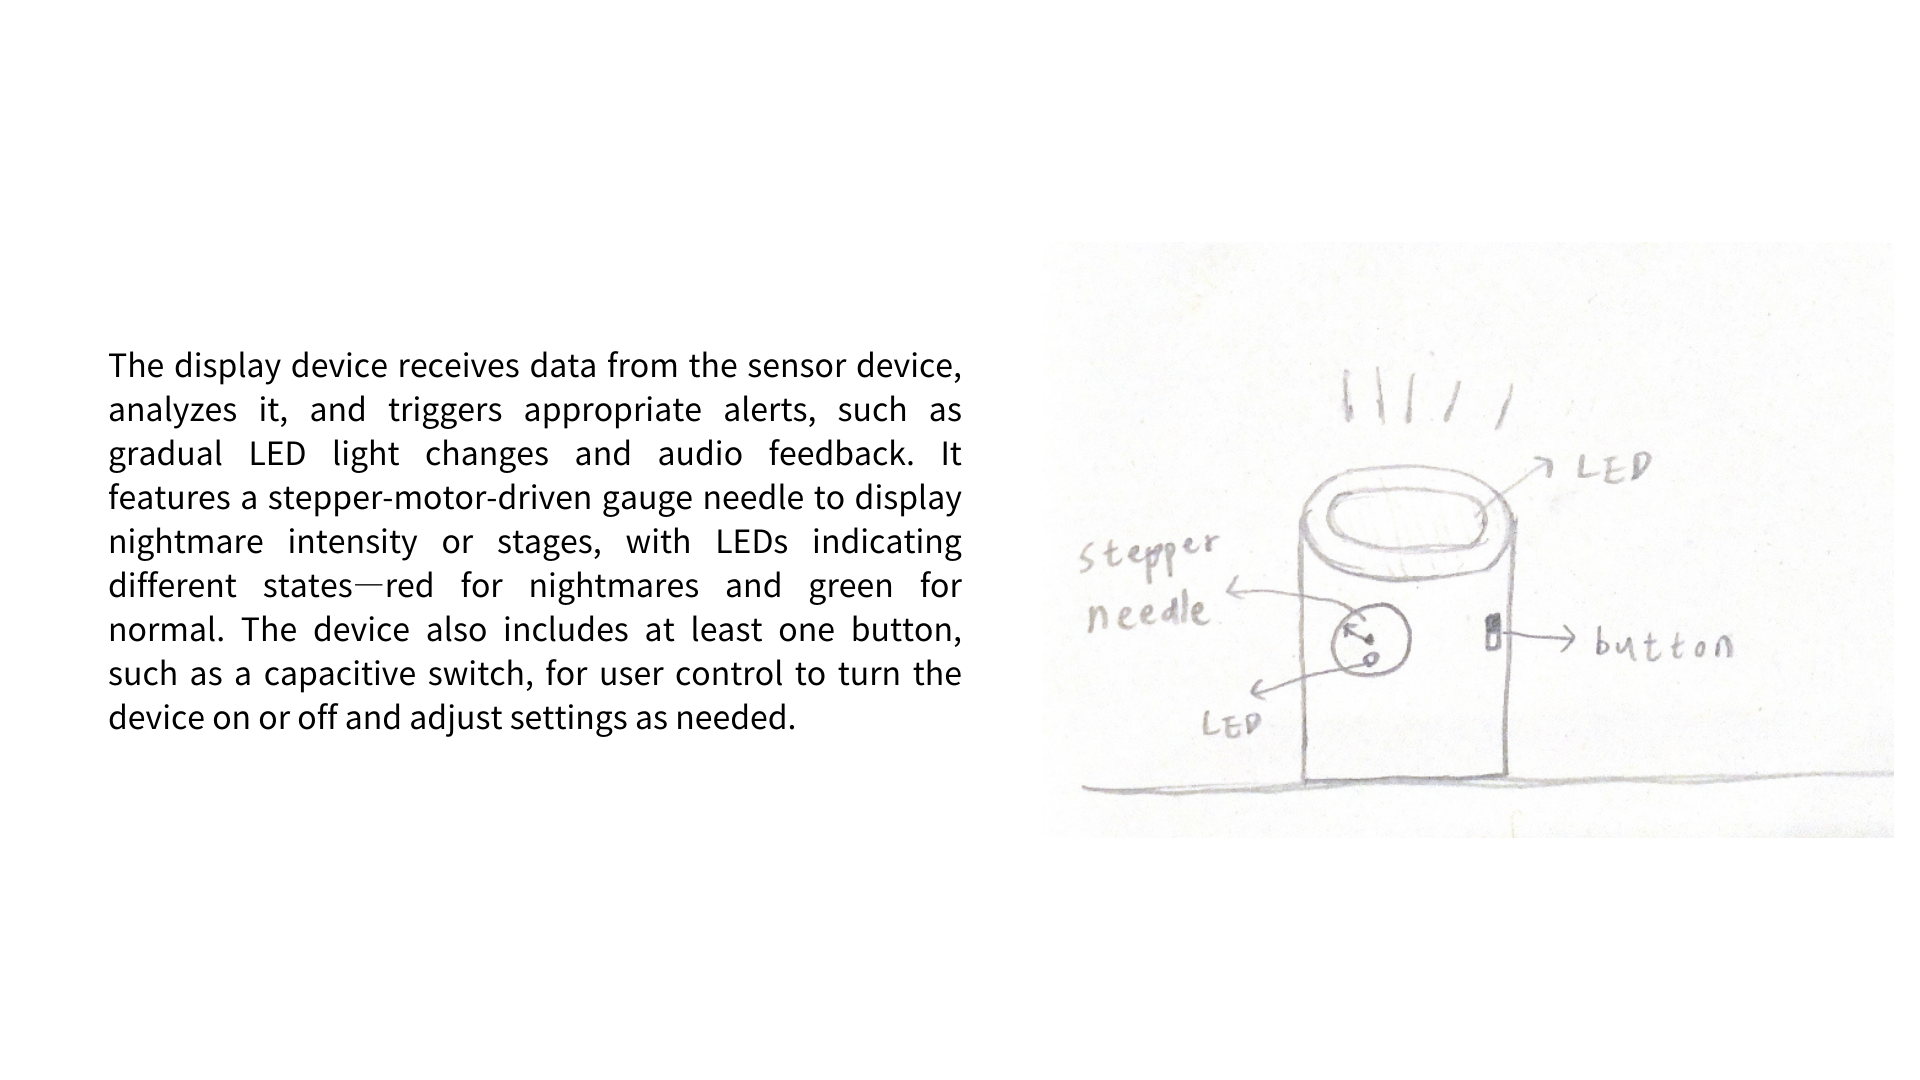 The display device receives data from the sensor device,
analyzes it, and triggers appropriate alerts, such as
gradual LED light changes and audio feedback. It
features a stepper-motor-driven gauge needle to display
nightmare intensity or stages, with LEDs indicating
different states—red for nightmares and green for
normal. The device also includes at least one button,
such as a capacitive switch, for user control to turn the
device on or off and adjust settings as needed.
LED
stepper
needle
button
LED